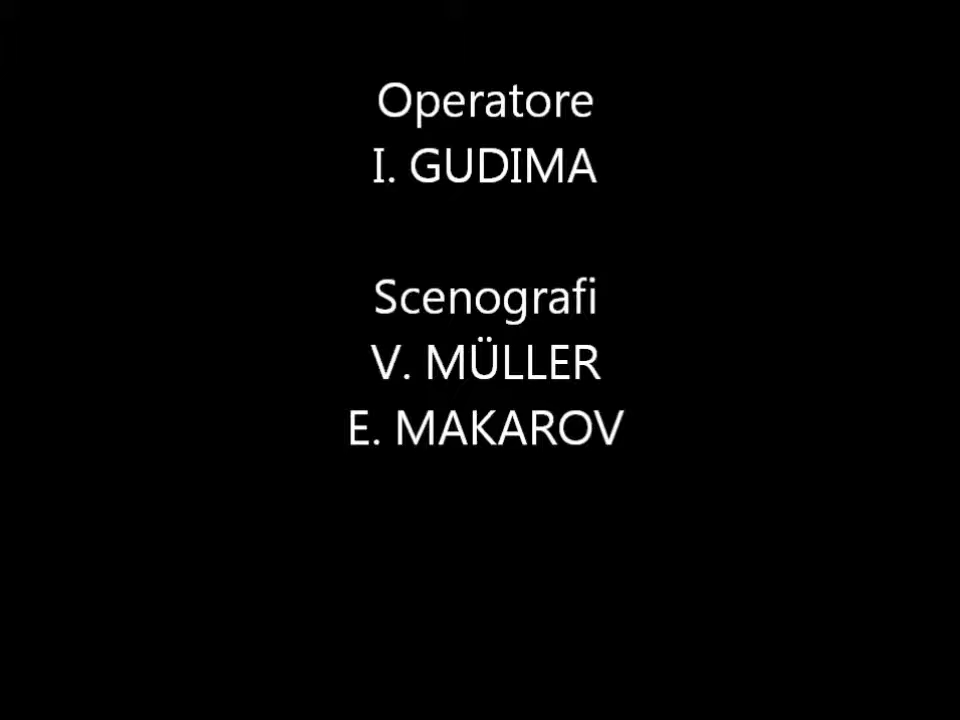 Operatore
I. GUDIMA
Scenografi
V. MÜLLER
E. MAKAROV